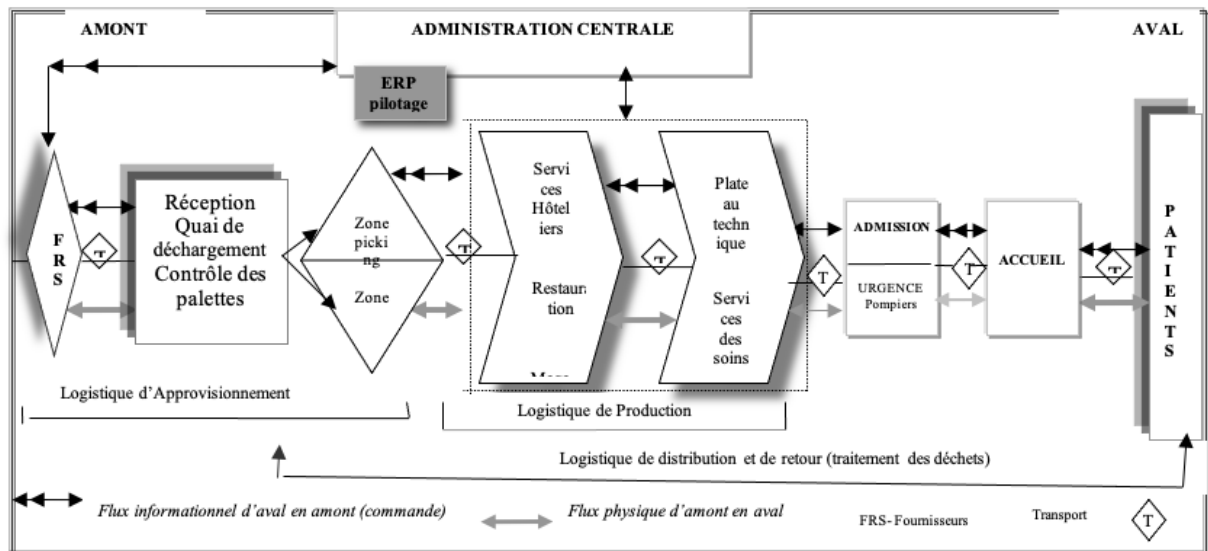 AMONT
ADMINISTRATION CENTRALE
AVAL
ERP
pilotage
F
R
S
T
Réception
Quai de
déchargement
Contrôle des
palettes
Zone
picki
ng
Zone
T
Servi
ces
Hôtel
iers
Restaura
tion
T
Plate
au
techn
ique
Servi
ces
des
soins
T
ADMISSION
URGENCE
Pompiers
T
ACCUEIL
T
P
A
T
I
E
N
T
S
Logistique d'Approvisionnement
Logistique de Production
Logistique de distribution et de retour (traitement des déchets)
Flux informationnel d'aval en amont (commande)
Flux physique d'amont en aval
FRS- Fournisseurs
Transport
T